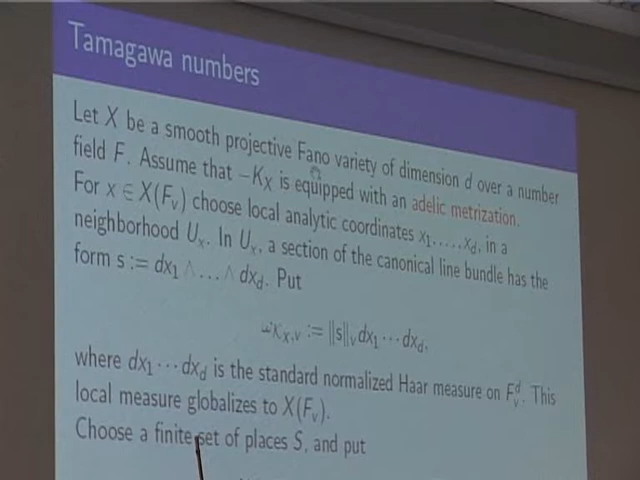 Tamagawa numbers
Let X be a smooth projective Fano variety of dimension d over a number
field F. Assume that −K_X is equipped with an adelic metrization.
For x ∈ X(F_v) choose local analytic coordinates x_1, …, x_d, in a
neighborhood U_x. In U_x, a section of the canonical line bundle has the
form s := dx_1 ∧ … ∧ dx_d. Put
:= ‖s‖_v dx_1 ⋯ dx_d,
where dx_1 ⋯ dx_d is the standard normalized Haar measure on F_v^d. This
local measure globalizes to X(F_v).
Choose a finite set of places S, and put